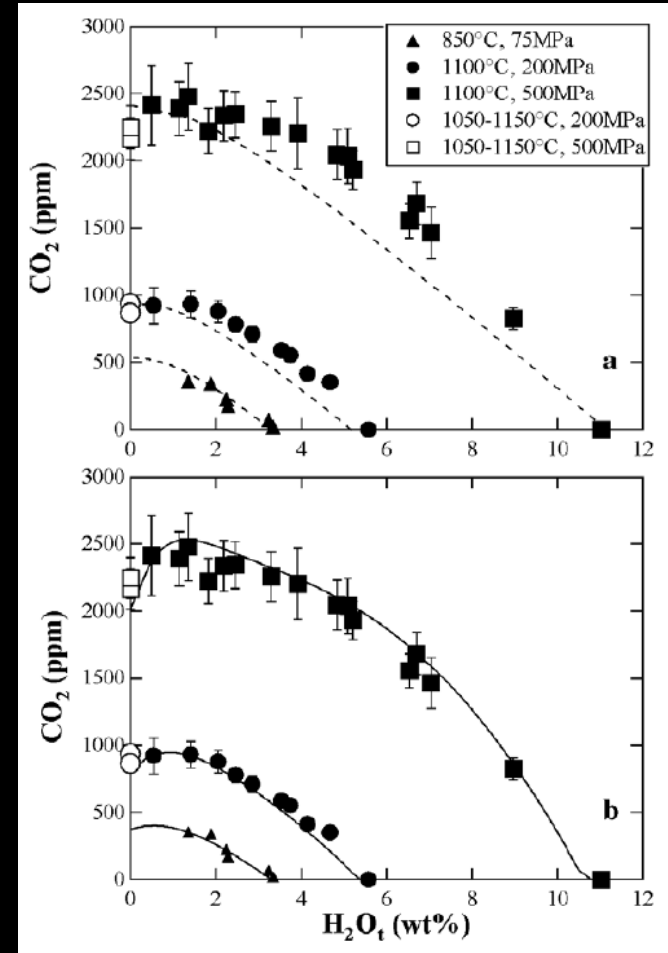 3000
2500
2000
1500
1000
500
0
CO₂ (ppm)
▲ 850°C, 75MPa
● 1100°C, 200MPa
■ 1100°C, 500MPa
○ 1050-1150°C, 200MPa
□ 1050-1150°C, 500MPa
a
0 2 4 6 8 10 12
3000
2500
2000
1500
1000
500
0
CO₂ (ppm)
b
0 2 4 6 8 10 12
H₂Oₜ (wt%)